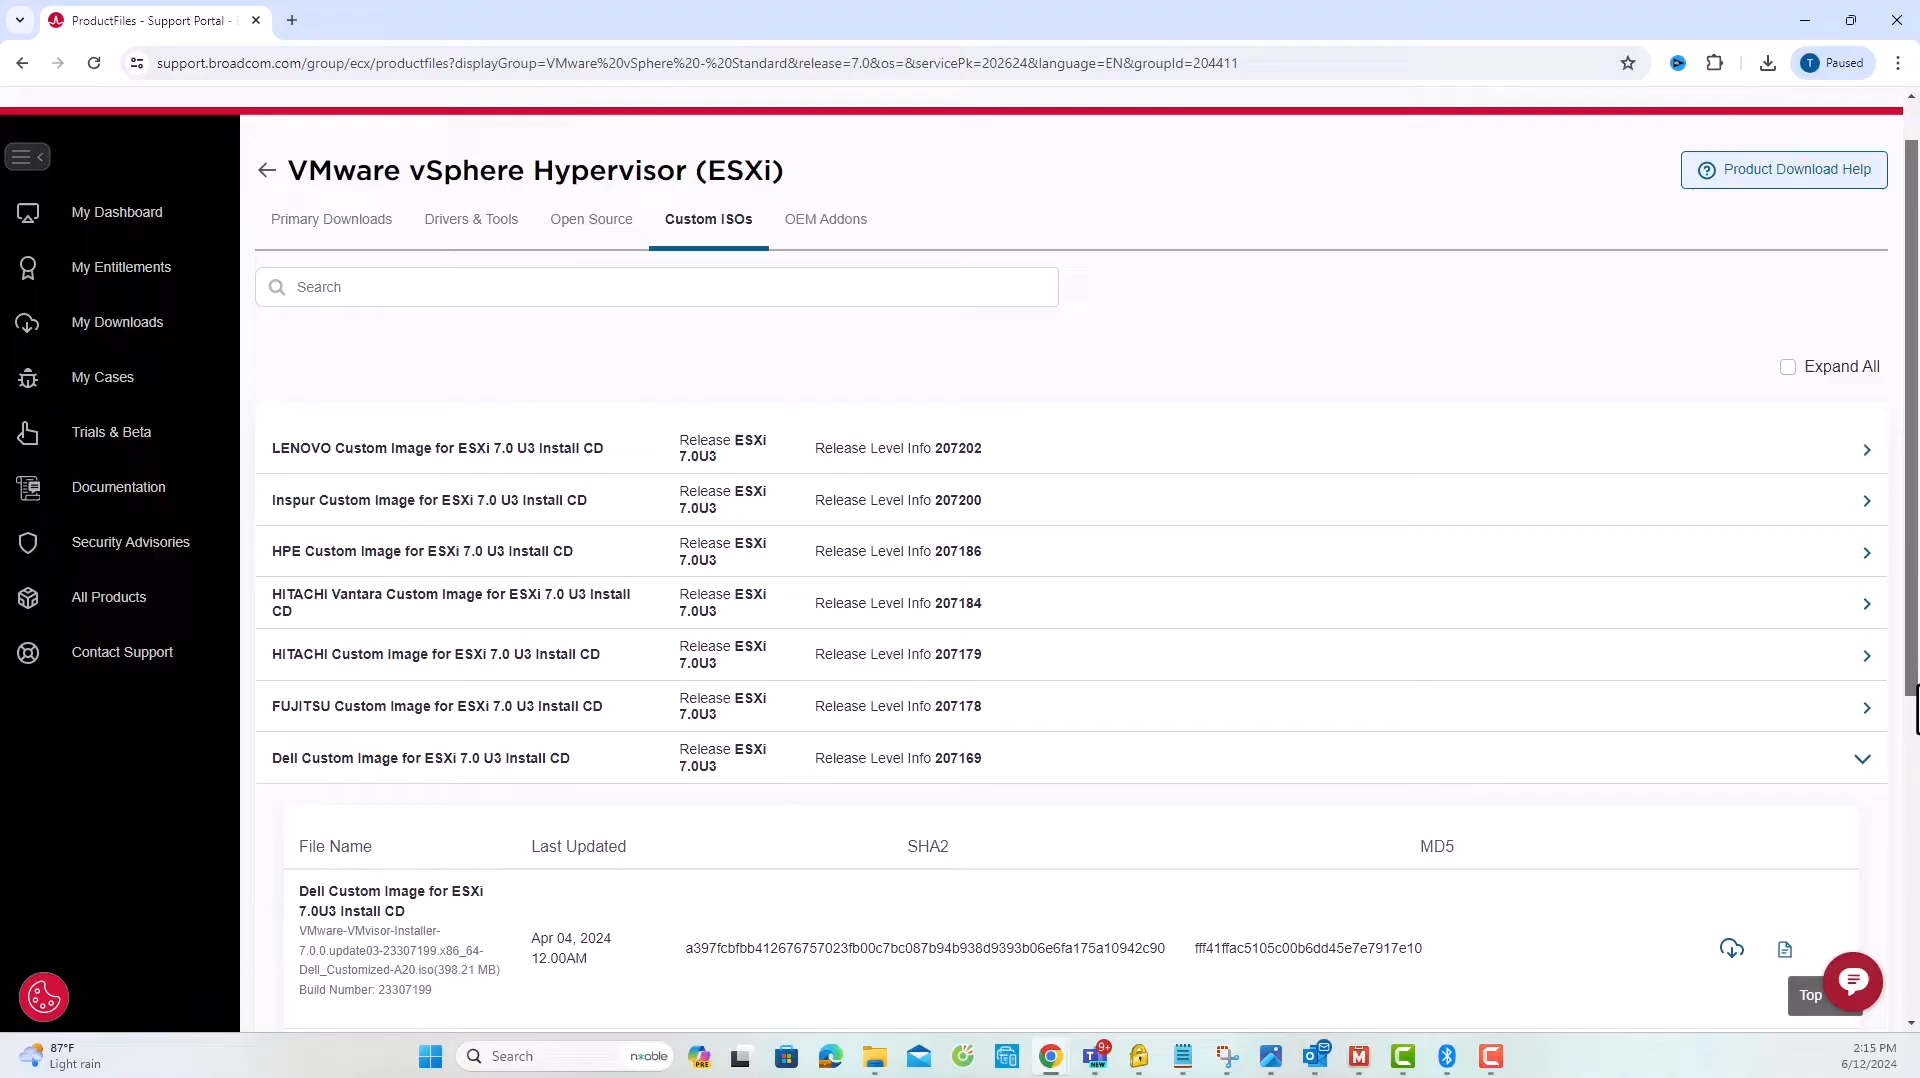 ProductFiles - Support Portal -
support.broadcom.com/group/ecx/productfiles?displayGroup=VMware%20vSphere%20-%20Standard&release=7.0&os=&servicePk=202624&language=EN&groupId=204411
T Paused
VMware vSphere Hypervisor (ESXi)
Product Download Help
Primary Downloads
Drivers & Tools
Open Source
Custom ISOs
OEM Addons
Search
Expand All
My Dashboard
My Entitlements
My Downloads
My Cases
Trials & Beta
Documentation
Security Advisories
All Products
Contact Support
LENOVO Custom Image for ESXi 7.0 U3 Install CD
Release ESXi
7.0U3
Release Level Info 207202
Inspur Custom Image for ESXi 7.0 U3 Install CD
Release ESXi
7.0U3
Release Level Info 207200
HPE Custom Image for ESXi 7.0 U3 Install CD
Release ESXi
7.0U3
Release Level Info 207186
HITACHI Vantara Custom Image for ESXi 7.0 U3 Install
CD
Release ESXi
7.0U3
Release Level Info 207184
HITACHI Custom Image for ESXi 7.0 U3 Install CD
Release ESXi
7.0U3
Release Level Info 207179
FUJITSU Custom Image for ESXi 7.0 U3 Install CD
Release ESXi
7.0U3
Release Level Info 207178
Dell Custom Image for ESXi 7.0 U3 Install CD
Release ESXi
7.0U3
Release Level Info 207169
File Name
Last Updated
SHA2
MD5
Dell Custom Image for ESXi
7.0U3 Install CD
VMware-VMvisor-Installer-
7.0.0.update03-23307199.x86_64-
Dell_Customized-A20.iso(398.21 MB)
Build Number: 23307199
Apr 04, 2024
12.00AM
a397fcbfbb412676757023fb00c7bc087b94b938d9393b06e6fa175a10942c90
fff41ffac5105c00b6dd45e7e7917e10
Top
87°F
Light rain
Search
n·able
PRE
9+
NEW
2:15 PM
6/12/2024